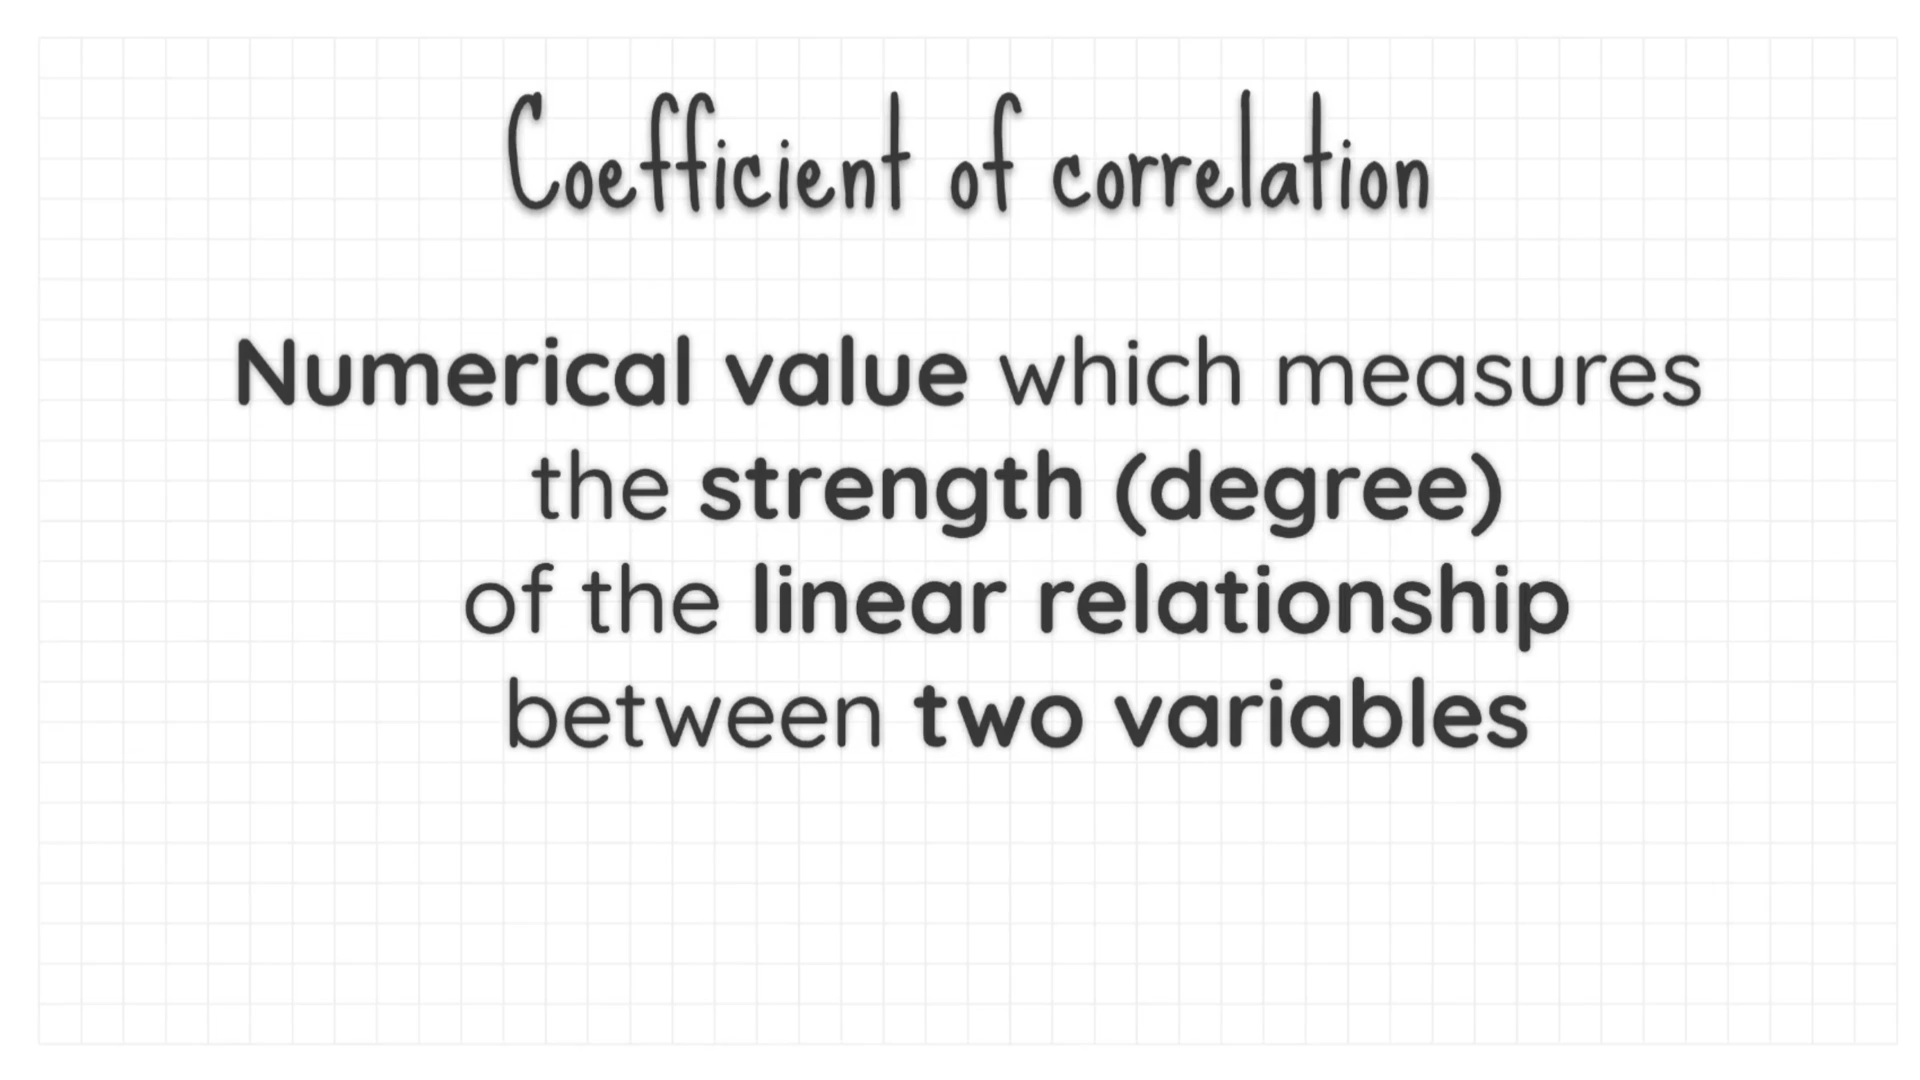 Coefficient of correlation
Numerical value which measures
the strength (degree)
of the linear relationship
between two variables